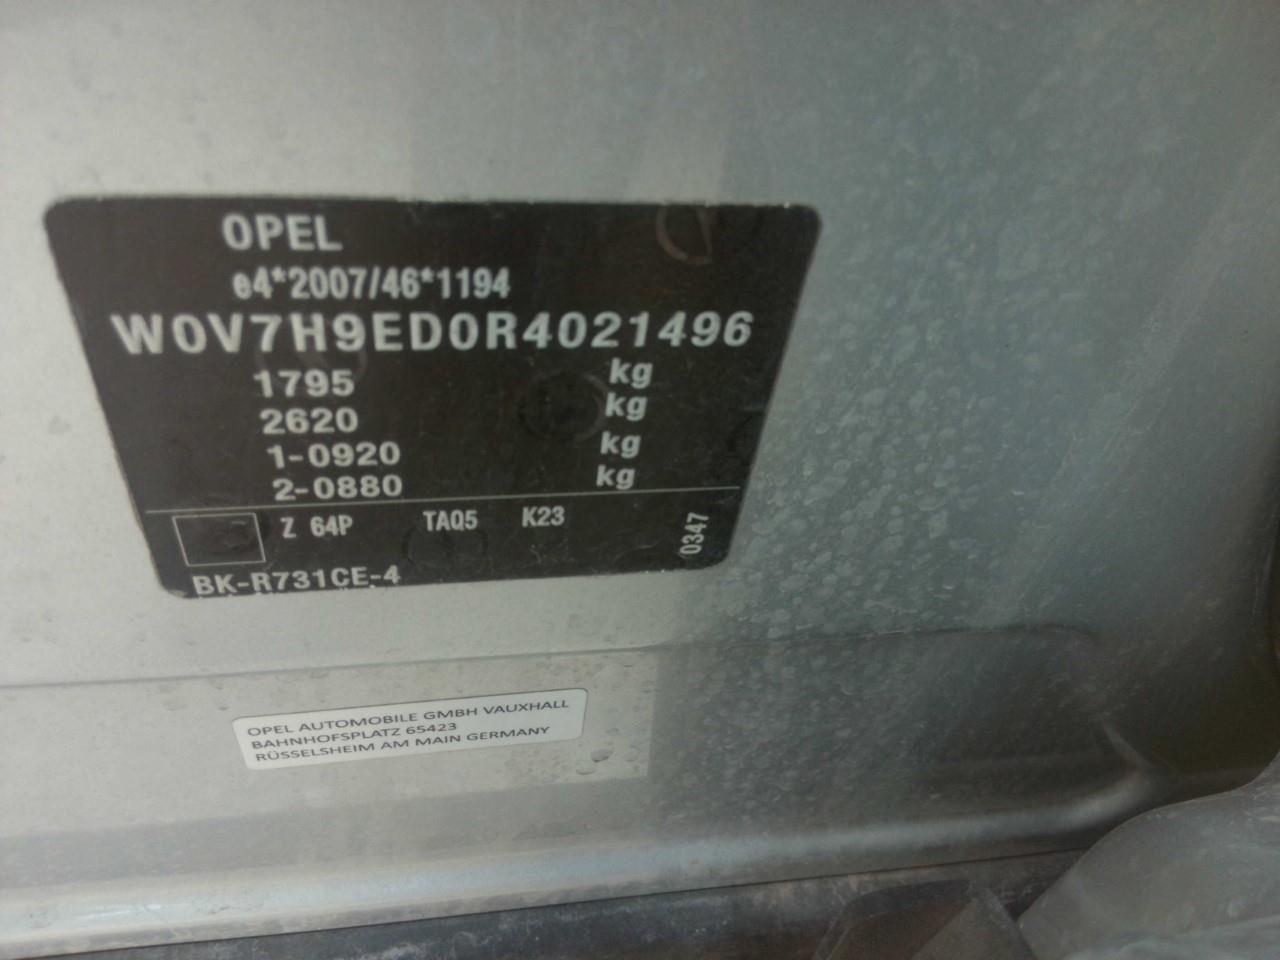 OPEL
e4*2007/46*1194
W0V7H9ED0R4021496
1795 kg
2620 kg
1-0920 kg
2-0880 kg
Z 64P TAQ5 K23
0347
BK-R731CE-4
OPEL AUTOMOBILE GMBH VAUXHALL
BAHNHOFSPLATZ 65423
RÜSSELSHEIM AM MAIN GERMANY